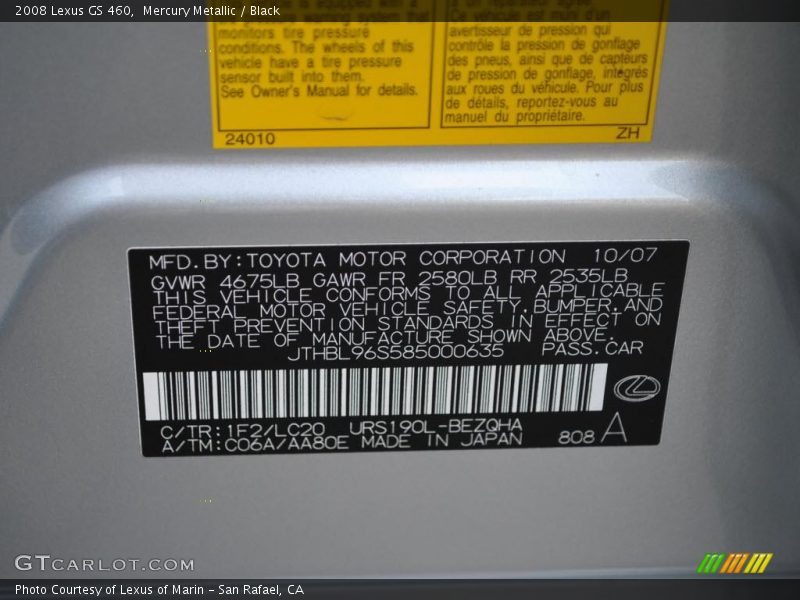 2008 Lexus GS 460, Mercury Metallic / Black
monitors tire pressure
conditions. The wheels of this
vehicle have a tire pressure
sensor built into them.
See Owner's Manual for details.
24010
Ce véhicule est muni d'un
avertisseur de pression qui
contrôle la pression de gonflage
des pneus, ainsi que de capteurs
de pression de gonflage, intégrés
aux roues du véhicule. Pour plus
de détails, reportez-vous au
manuel du propriétaire.
ZH
MFD. BY: TOYOTA MOTOR CORPORATION 10/07
GVWR 4675LB GAWR FR 2580LB RR 2535LB
THIS VEHICLE CONFORMS TO ALL APPLICABLE
FEDERAL MOTOR VEHICLE SAFETY, BUMPER, AND
THEFT PREVENTION STANDARDS IN EFFECT ON
THE DATE OF MANUFACTURE SHOWN ABOVE.
JTHBL96S585000635 PASS. CAR
C/TR: 1F2/LC20 URS190L-BEZQHA
A/TM: C06A/AA80E MADE IN JAPAN 808 A
GTCARLOT.COM
Photo Courtesy of Lexus of Marin - San Rafael, CA